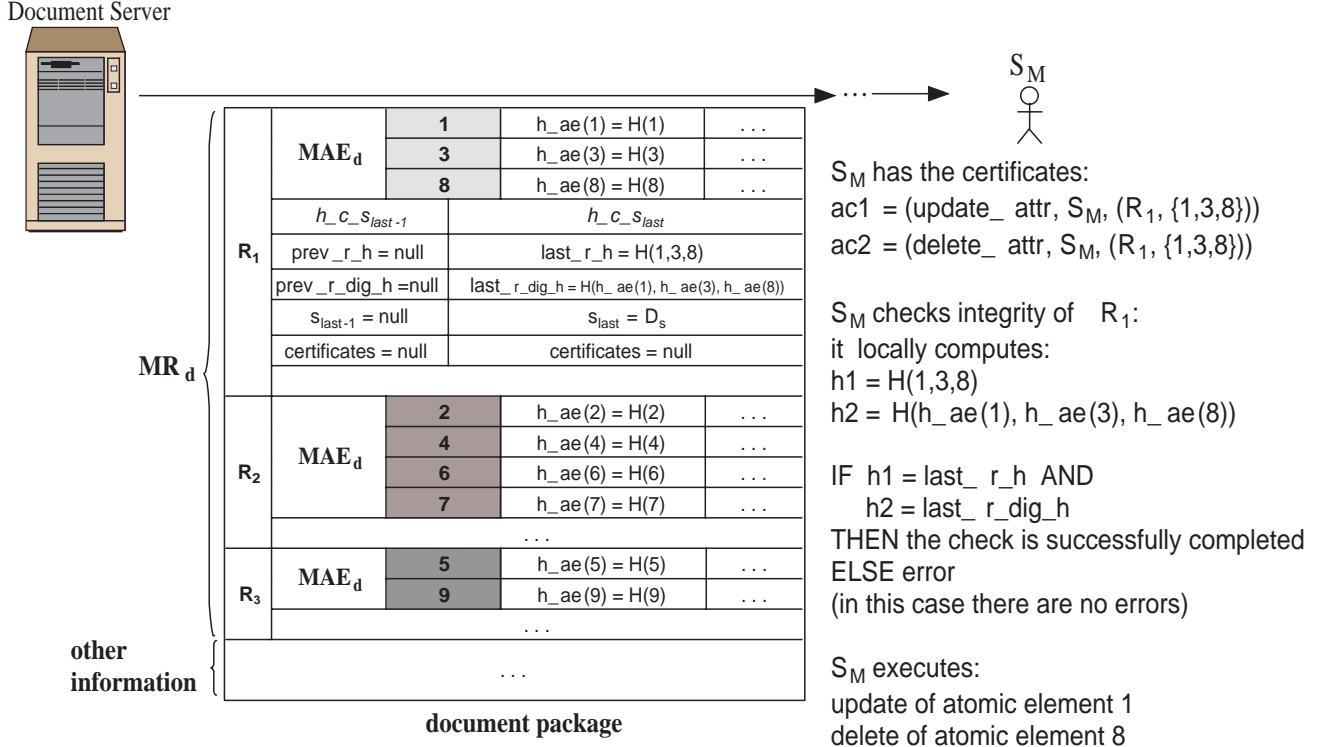 Document Server
S_M
...
MR_d
R_1
MAE_d
1 h_ae(1) = H(1) ...
3 h_ae(3) = H(3) ...
8 h_ae(8) = H(8) ...
h_c_s_last-1 h_c_s_last
prev_r_h = null last_r_h = H(1,3,8)
prev_r_dig_h =null last_r_dig_h = H(h_ae(1), h_ae(3), h_ae(8))
s_last-1 = null s_last = D_s
certificates = null certificates = null
R_2
MAE_d
2 h_ae(2) = H(2) ...
4 h_ae(4) = H(4) ...
6 h_ae(6) = H(6) ...
7 h_ae(7) = H(7) ...
...
R_3
MAE_d
5 h_ae(5) = H(5) ...
9 h_ae(9) = H(9) ...
...
other
information
...
document package
S_M has the certificates:
ac1 = (update_ attr, S_M, (R_1, {1,3,8}))
ac2 = (delete_ attr, S_M, (R_1, {1,3,8}))
S_M checks integrity of R_1:
it locally computes:
h1 = H(1,3,8)
h2 = H(h_ae(1), h_ae(3), h_ae(8))
IF h1 = last_ r_h AND
h2 = last_ r_dig_h
THEN the check is successfully completed
ELSE error
(in this case there are no errors)
S_M executes:
update of atomic element 1
delete of atomic element 8